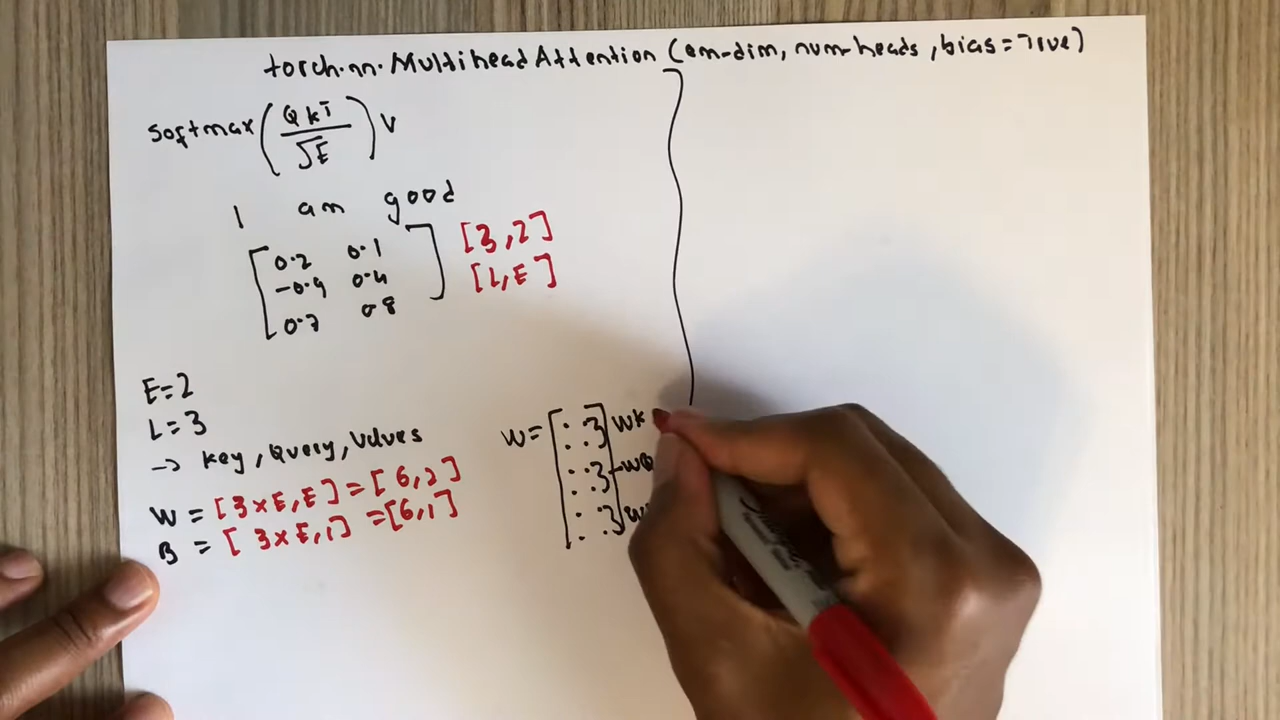 torch.nn.MultiheadAttention (em-dim, num-heads, bias=True)
Softmax(QKT/√E)V
I am good
[0.2 0.1] [3,2]
-0.9 0.4 [L,E]
0.7 0.8
E=2
L=3
→ key, Query, Values
W = [3×E,E] = [6,2]
B = [3×E,1] = [6,1]
W= WK
WQ
Sharpie